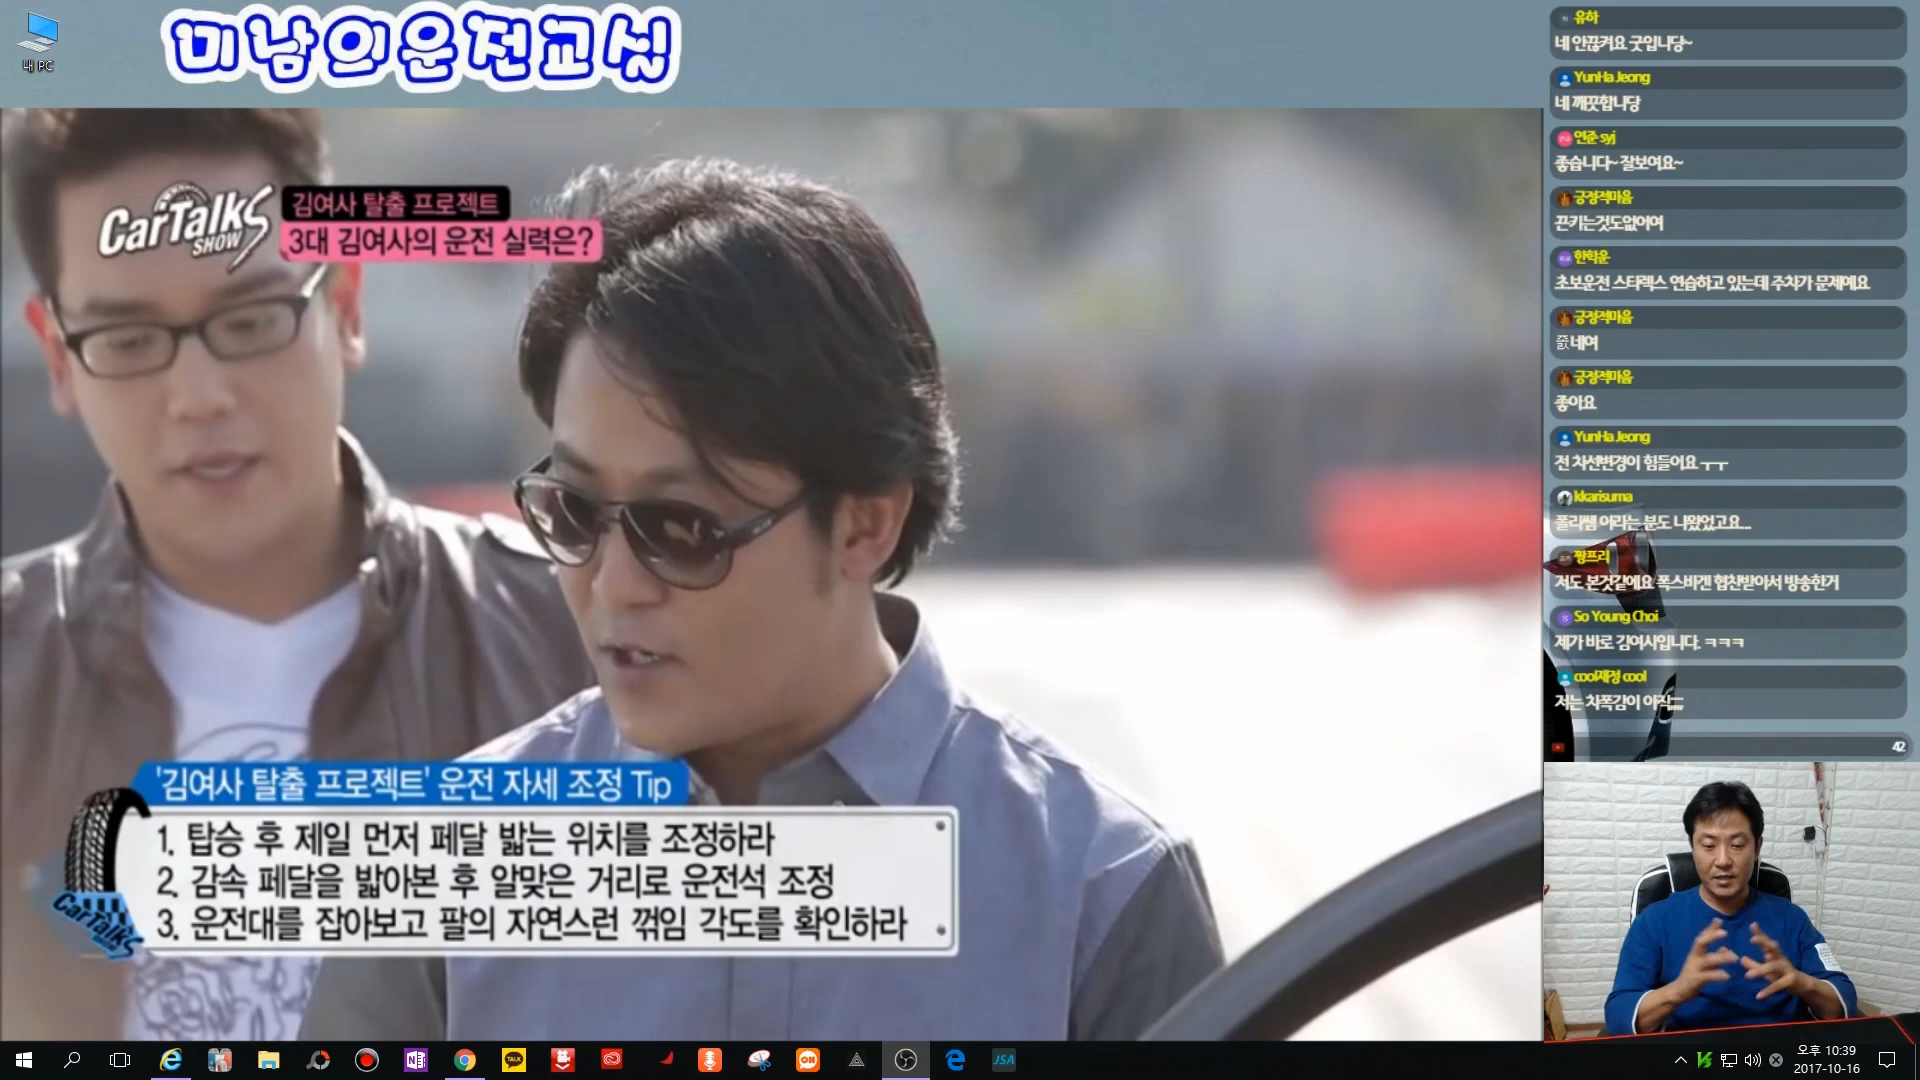 내 PC
미남의운전교실
CarTalks
SHOW
김여사 탈출 프로젝트
3대 김여사의 운전 실력은?
'김여사 탈출 프로젝트' 운전 자세 조정 Tip
1. 탑승 후 제일 먼저 페달 밟는 위치를 조정하라
2. 감속 페달을 밟아본 후 알맞은 거리로 운전석 조정
3. 운전대를 잡아보고 팔의 자연스런 꺾임 각도를 확인하라
CarTalks
유하
네 안끊켜요 굿입니당~
YunHa Jeong
네 깨끗합니당
연준 syj
좋습니다~ 잘보여요~
긍정적마음
끈키는것도없어여
한학운
초보운전 스타렉스 연습하고 있는데 주차가 문제예요
긍정적마음
네여
긍정적마음
좋아요
YunHa Jeong
전 차선변경이 힘들어요 ㅜㅜ
kkarisuma
폴리쌤 이라는 분도 나왔었고요...
짱프리
저도 본것같에요 폭스바겐 협찬받아서 방송한거
So Young Choi
제가 바로 김여사입니다. ㅋㅋㅋ
cool재정 cool
저는 차폭감이 아직;;;;
42
TALK
ON
JSA
오후 10:39
2017-10-16